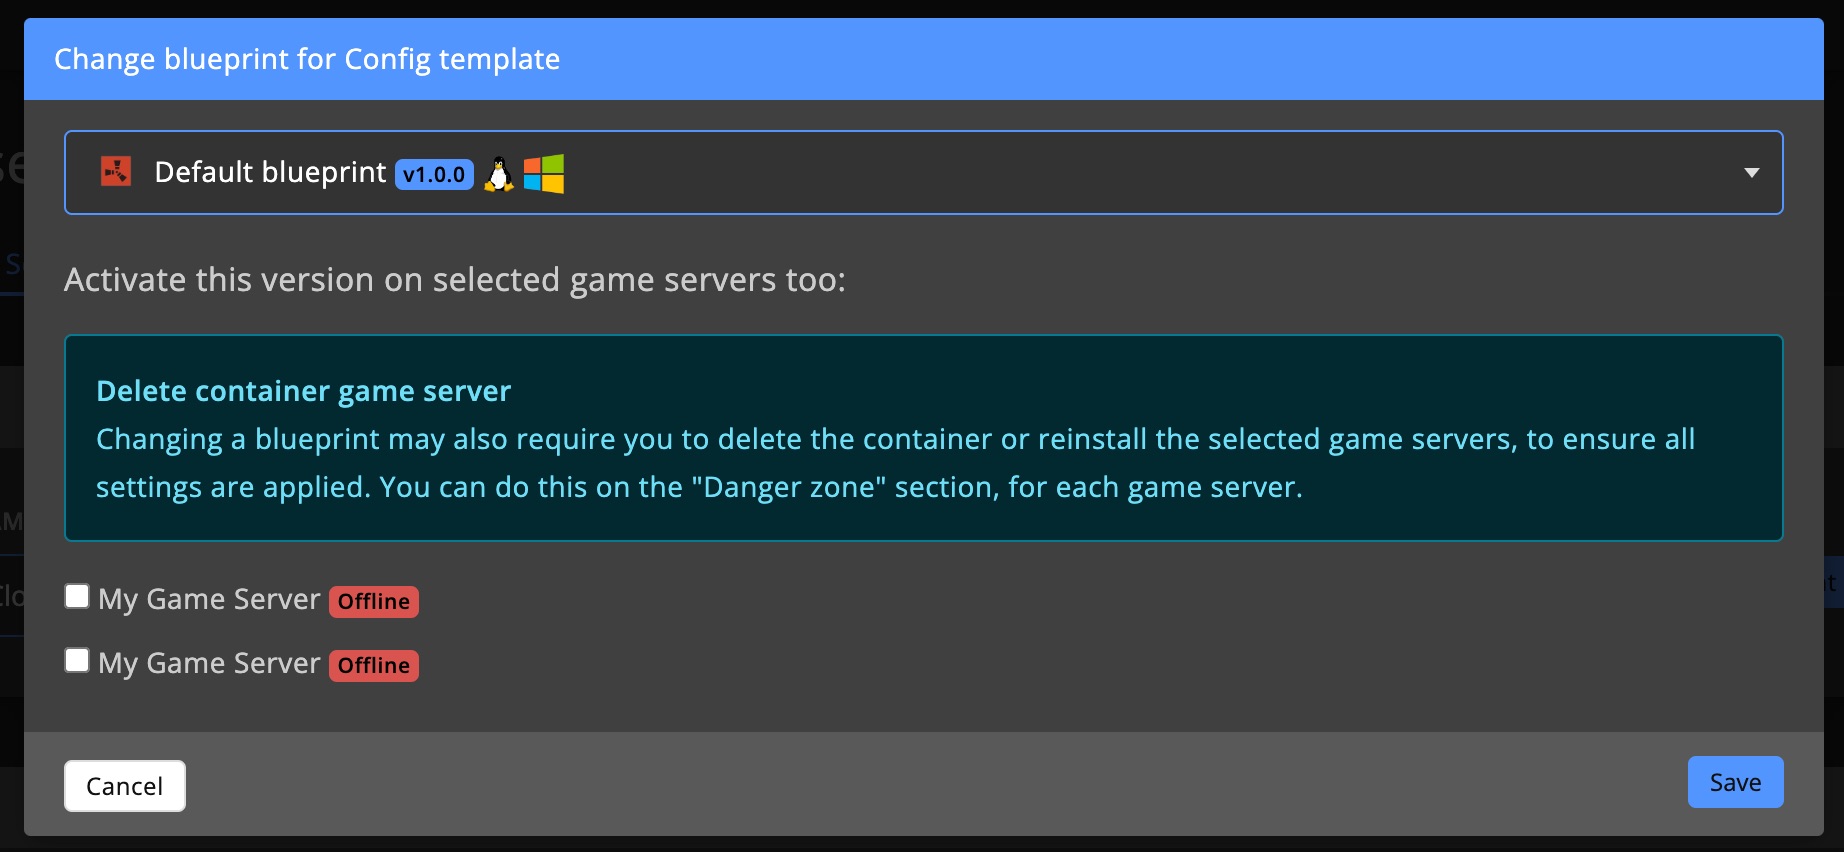 Change blueprint for Config template
Default blueprint v1.0.0
Activate this version on selected game servers too:
Delete container game server
Changing a blueprint may also require you to delete the container or reinstall the selected game servers, to ensure all
settings are applied. You can do this on the "Danger zone" section, for each game server.
My Game Server Offline
My Game Server Offline
Cancel
Save